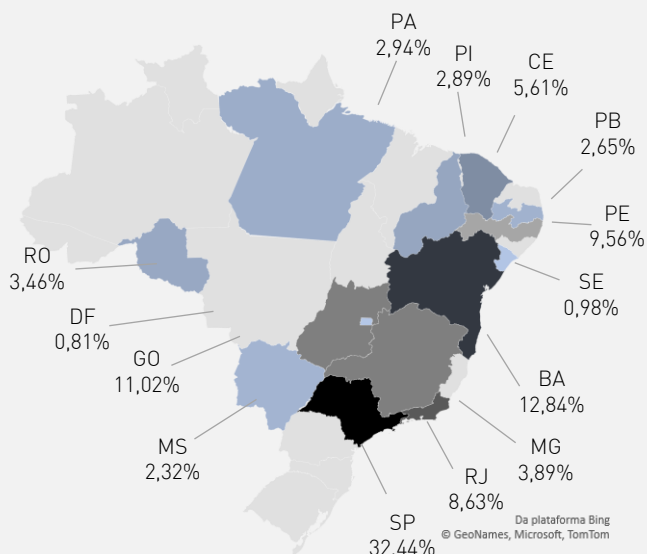 PA
2,94%
PI
2,89%
CE
5,61%
PB
2,65%
PE
9,56%
SE
0,98%
RO
3,46%
DF
0,81%
GO
11,02%
BA
12,84%
MS
2,32%
MG
3,89%
RJ
8,63%
SP
32,44%
Da plataforma Bing
© GeoNames, Microsoft, TomTom